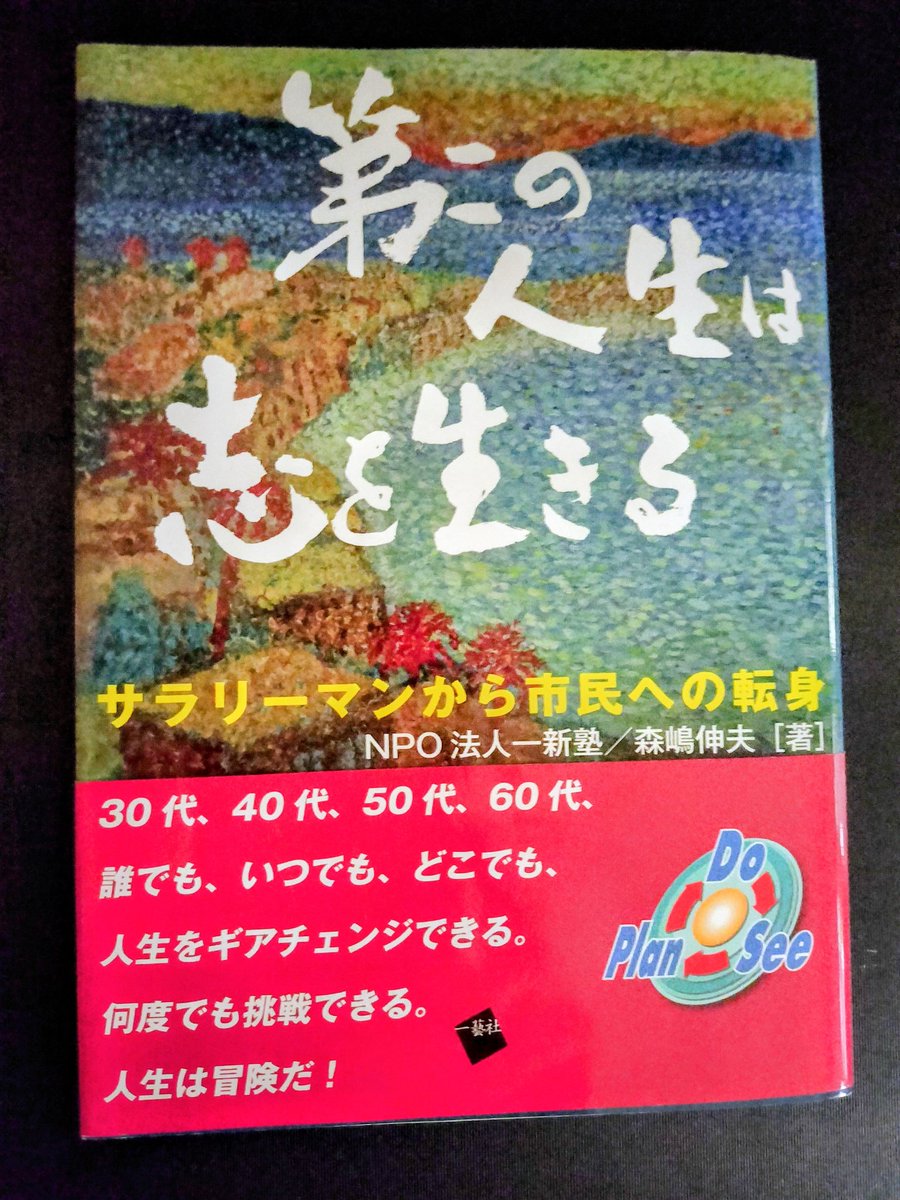 第二の
人生は
志を生きる
サラリーマンから市民への転身
NPO法人一新塾／森嶋伸夫［著］
30代、40代、50代、60代、
誰でも、いつでも、どこでも、
人生をギアチェンジできる。
何度でも挑戦できる。
人生は冒険だ！
Do
Plan
See
一藝社